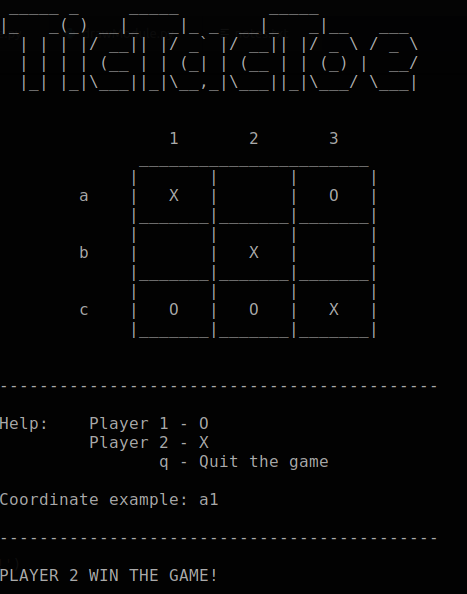 TicTacToe
1 2 3
a X O
b X
c O O X
Help: Player 1 - O
Player 2 - X
q - Quit the game
Coordinate example: a1
PLAYER 2 WIN THE GAME!